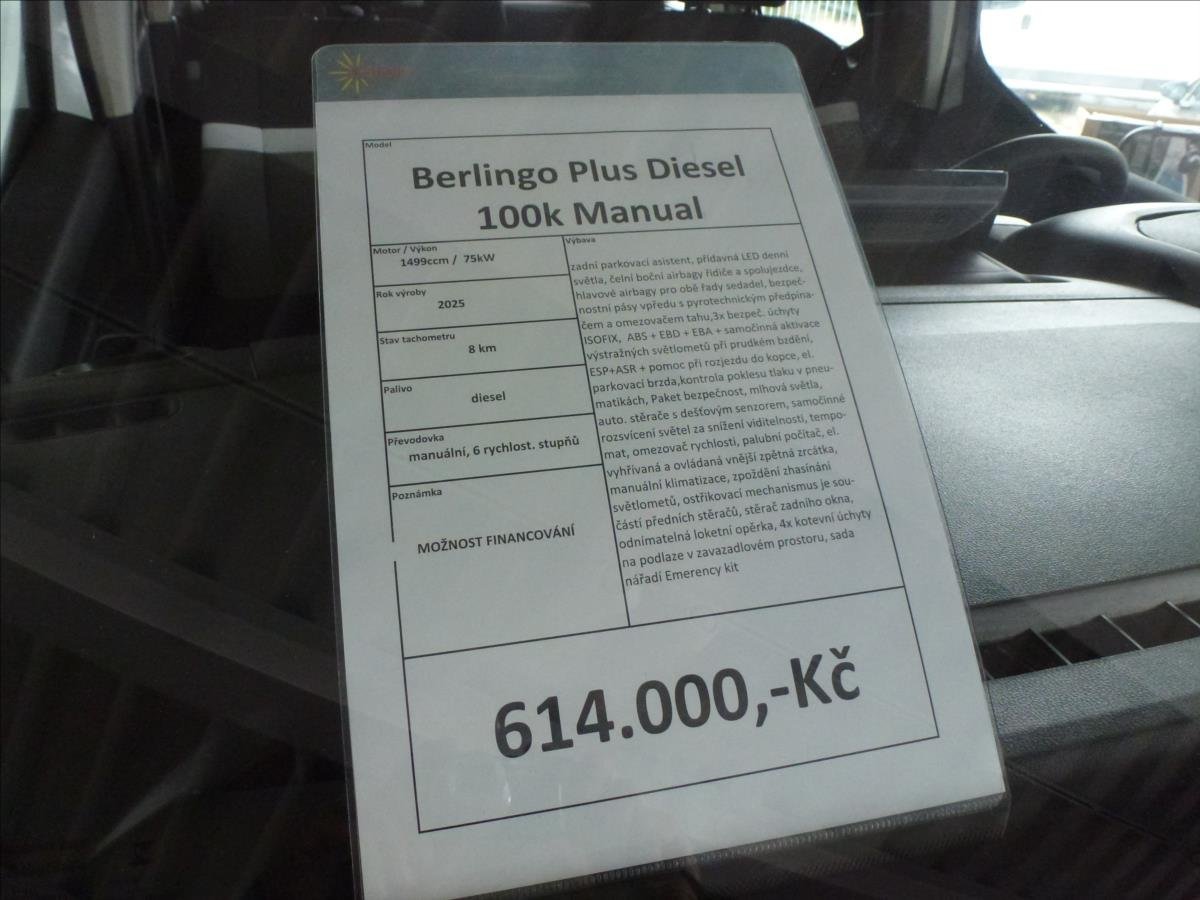 Model
Berlingo Plus Diesel
100k Manual
Motor / Výkon
1499ccm / 75kW
Rok výroby
2025
Stav tachometru
8 km
Palivo
diesel
Převodovka
manuální, 6 rychlost. stupňů
Poznámka
MOŽNOST FINANCOVÁNÍ
Výbava
zadní parkovací asistent, přídavná LED denní
světla, čelní boční airbagy řidiče a spolujezdce,
hlavové airbagy pro obě řady sedadel, bezpeč-
nostní pásy vpředu s pyrotechnickým předpína-
čem a omezovačem tahu,3x bezpeč. úchyty
ISOFIX, ABS + EBD + EBA + samočinná aktivace
výstražných světlometů při prudkém bzdění,
ESP+ASR + pomoc při rozjezdu do kopce, el.
parkovací brzda,kontrola poklesu tlaku v pneu-
matikách, Paket bezpečnost, mlhová světla,
auto. stěrače s dešťovým senzorem, samočinné
rozsvícení světel za snížení viditelnosti, tempo-
mat, omezovač rychlosti, palubní počítač, el.
vyhřívaná a ovládaná vnější zpětná zrcátka,
manuální klimatizace, zpoždění zhasínání
světlometů, ostřikovací mechanismus je sou-
částí předních stěračů, stěrač zadního okna,
odnímatelná loketní opěrka, 4x kotevní úchyty
na podlaze v zavazadlovém prostoru, sada
nářadí Emerency kit
614.000,-Kč